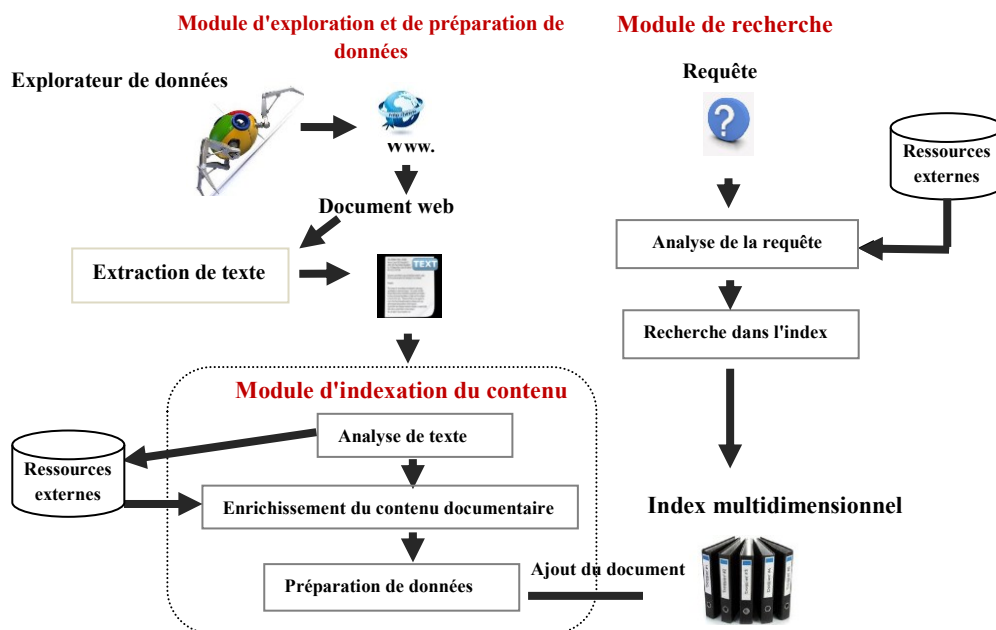 Module d'exploration et de préparation de
données
Explorateur de données
www.
Document web
Extraction de texte
TEXT
Module d'indexation du contenu
Analyse de texte
Ressources
externes
Enrichissement du contenu documentaire
Préparation de données
Ajout du document
Module de recherche
Requête
?
Ressources
externes
Analyse de la requête
Recherche dans l'index
Index multidimensionnel